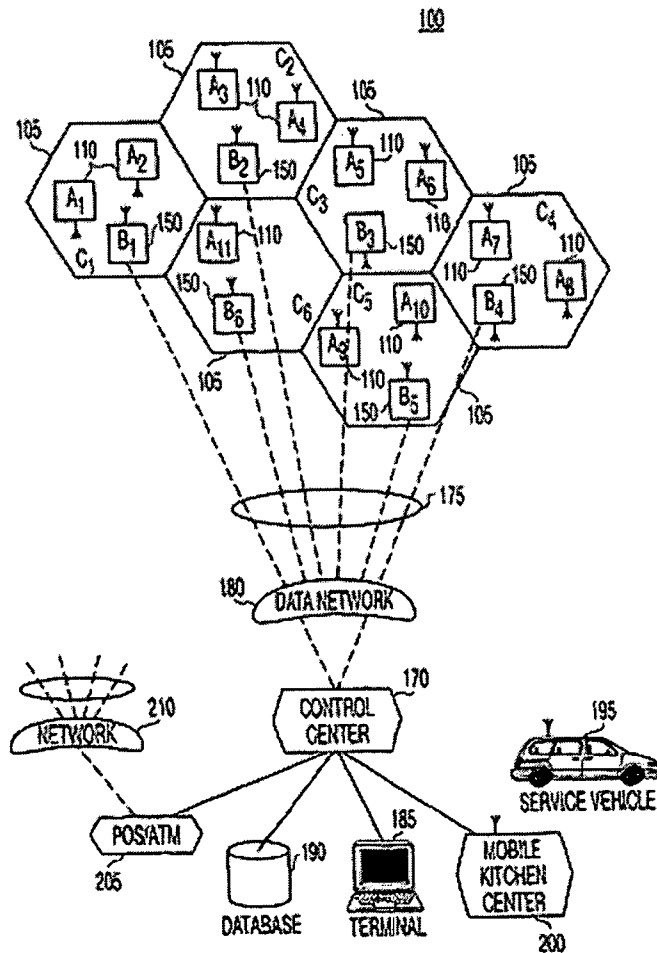 100
105
C2
A3
110
A4
105
105
110
A2
B2
150
A5
110
A6
110
105
A1
B1
150
C1
A11
110
C3
B3
150
A7
C4
110
110
150
A8
B4
150
B6
C6
C5
A10
110
A9
110
105
150
B5
105
175
180
DATA NETWORK
170
210
NETWORK
CONTROL
CENTER
195
SERVICE VEHICLE
POS/ATM
205
190
DATABASE
185
TERMINAL
MOBILE
KITCHEN
CENTER
200